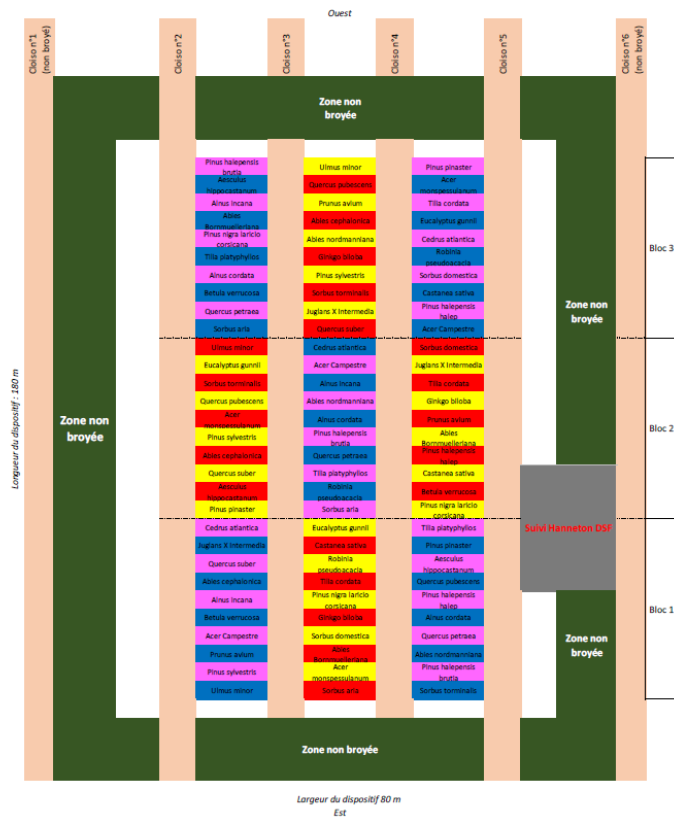 Ouest
Cloiso n°1
(non broyé)
Cloiso n°2
Cloiso n°3
Cloiso n°4
Cloiso n°5
Cloiso n°6
(non broyé)
Zone non
broyée
Pinus halepensis
brutia
Ulmus minor
Pinus pinaster
Aesculus
hippocastanum
Quercus pubescens
Acer
monspessulanum
Alnus incana
Prunus avium
Tilia cordata
Abies
Bornmuelleriana
Abies cephalonica
Eucalyptus gunnii
Pinus nigra laricio
corsicana
Abies nordmanniana
Cedrus atlantica
Tilia platyphylios
Ginkgo biloba
Robinia
pseudoacacia
Alnus cordata
Pinus sylvestris
Sorbus domestica
Betula verrucosa
Sorbus torminalis
Castanea sativa
Quercus petraea
Juglans X Intermedia
Pinus halepensis
halep
Sorbus aria
Quercus suber
Acer Campestre
Bloc 3
Zone non
broyée
Ulmus minor
Cedrus atlantica
Sorbus domestica
Eucalyptus gunnii
Acer Campestre
Juglans X Intermedia
Sorbus torminalis
Alnus incana
Tilia cordata
Quercus pubescens
Abies nordmanniana
Ginkgo biloba
Acer
monspessulanum
Alnus cordata
Prunus avium
Pinus sylvestris
Pinus halepensis
brutia
Abies
Bornmuelleriana
Abies cephalonica
Quercus petraea
Pinus halepensis
halep
Quercus suber
Tilia platyphylios
Castanea sativa
Aesculus
hippocastanum
Robinia
pseudoacacia
Betula verrucosa
Pinus pinaster
Sorbus aria
Pinus nigra laricio
corsicana
Bloc 2
Zone non
broyée
Longueur du dispositif : 180 m
Suivi Hanneton DSF
Cedrus atlantica
Eucalyptus gunnii
Tilia platyphylios
Juglans X Intermedia
Castanea sativa
Pinus pinaster
Quercus suber
Robinia
pseudoacacia
Aesculus
hippocastanum
Abies cephalonica
Tilia cordata
Quercus pubescens
Alnus incana
Pinus nigra laricio
corsicana
Pinus halepensis
halep
Betula verrucosa
Ginkgo biloba
Alnus cordata
Acer Campestre
Sorbus domestica
Quercus petraea
Prunus avium
Abies
Bornmuelleriana
Abies nordmanniana
Pinus sylvestris
Acer
monspessulanum
Pinus halepensis
brutia
Ulmus minor
Sorbus aria
Sorbus torminalis
Bloc 1
Zone non
broyée
Zone non broyée
Largeur du dispositif 80 m
Est